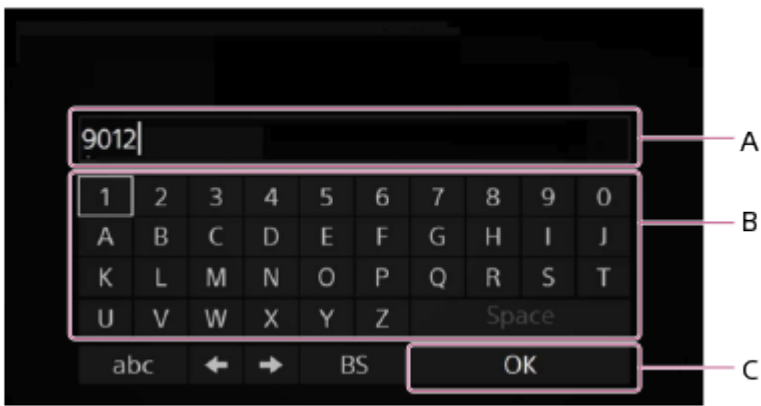 9012
A
1 2 3 4 5 6 7 8 9 0
A B C D E F G H I J
B
K L M N O P Q R S T
U V W X Y Z Space
abc ← → BS OK
C